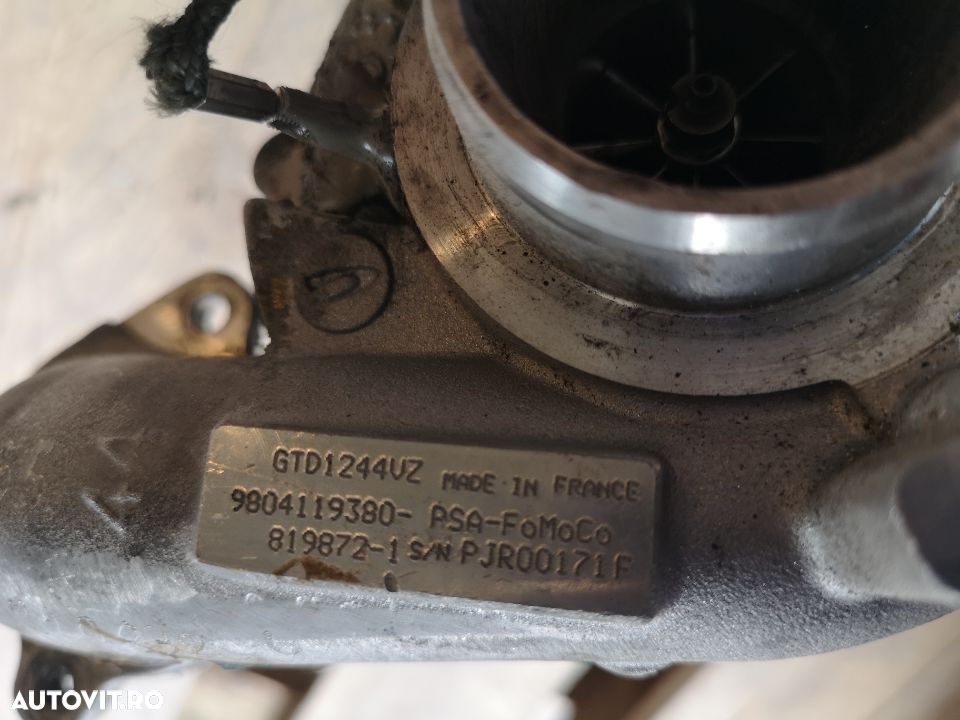 GTD1244VZ MADE IN FRANCE
9804119380- PSA-FoMoCo
819872-1 S/N PJR00171F
AUTOVIT.RO